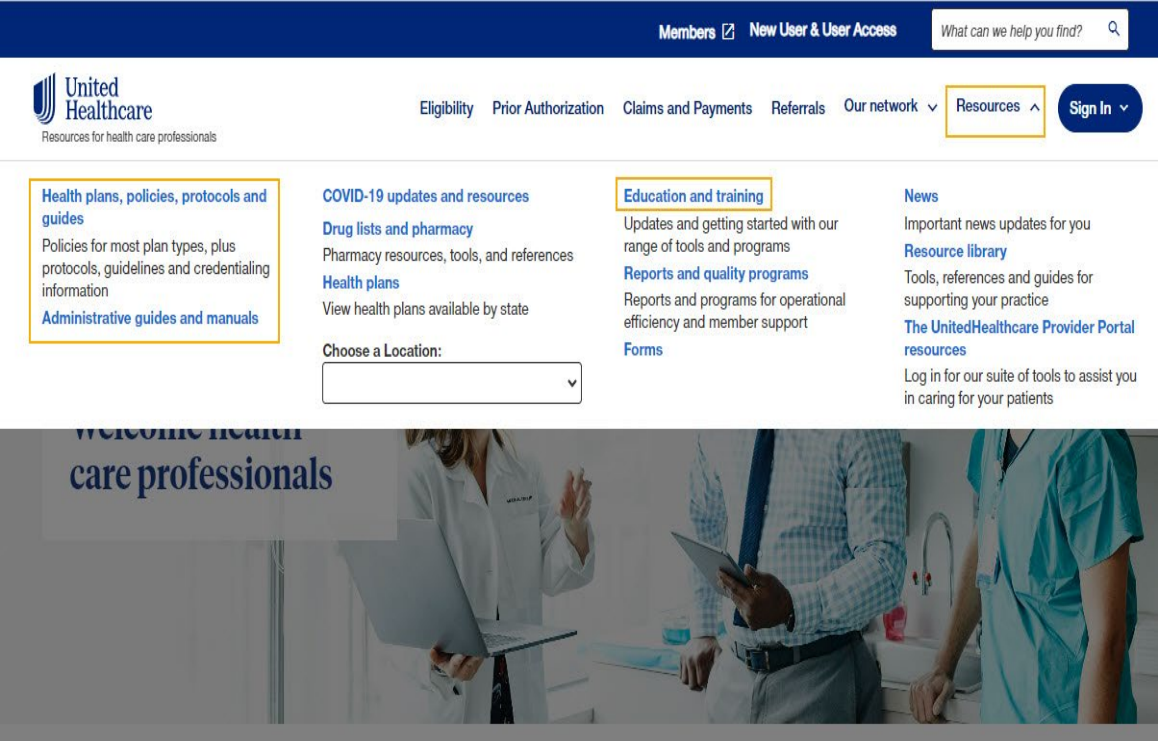 Members New User & User Access What can we help you find?
United
Healthcare
Resources for health care professionals
Eligibility Prior Authorization Claims and Payments Referrals Our network Resources Sign In
Health plans, policies, protocols and
guides
Policies for most plan types, plus
protocols, guidelines and credentialing
information
Administrative guides and manuals
COVID-19 updates and resources
Drug lists and pharmacy
Pharmacy resources, tools, and references
Health plans
View health plans available by state
Choose a Location:
Education and training
Updates and getting started with our
range of tools and programs
Reports and quality programs
Reports and programs for operational
efficiency and member support
Forms
News
Important news updates for you
Resource library
Tools, references and guides for
supporting your practice
The UnitedHealthcare Provider Portal
resources
Log in for our suite of tools to assist you
in caring for your patients
welcome health
care professionals